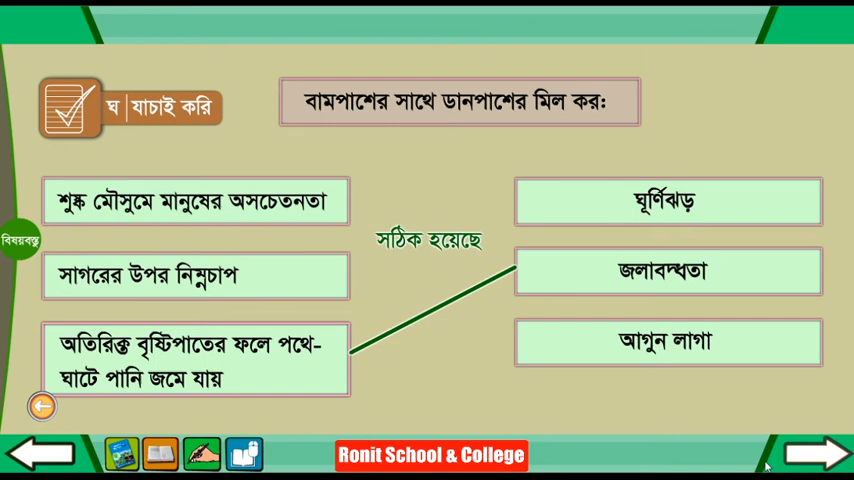 ঘ | যাচাই করি
বামপাশের সাথে ডানপাশের মিল কর:
শুষ্ক মৌসুমে মানুষের অসচেতনতা
ঘূর্ণিঝড়
সঠিক হয়েছে
বিষয়বস্তু
সাগরের উপর নিম্নচাপ
জলাবদ্ধতা
অতিরিক্ত বৃষ্টিপাতের ফলে পথে-
ঘাটে পানি জমে যায়
আগুন লাগা
Ronit School & College